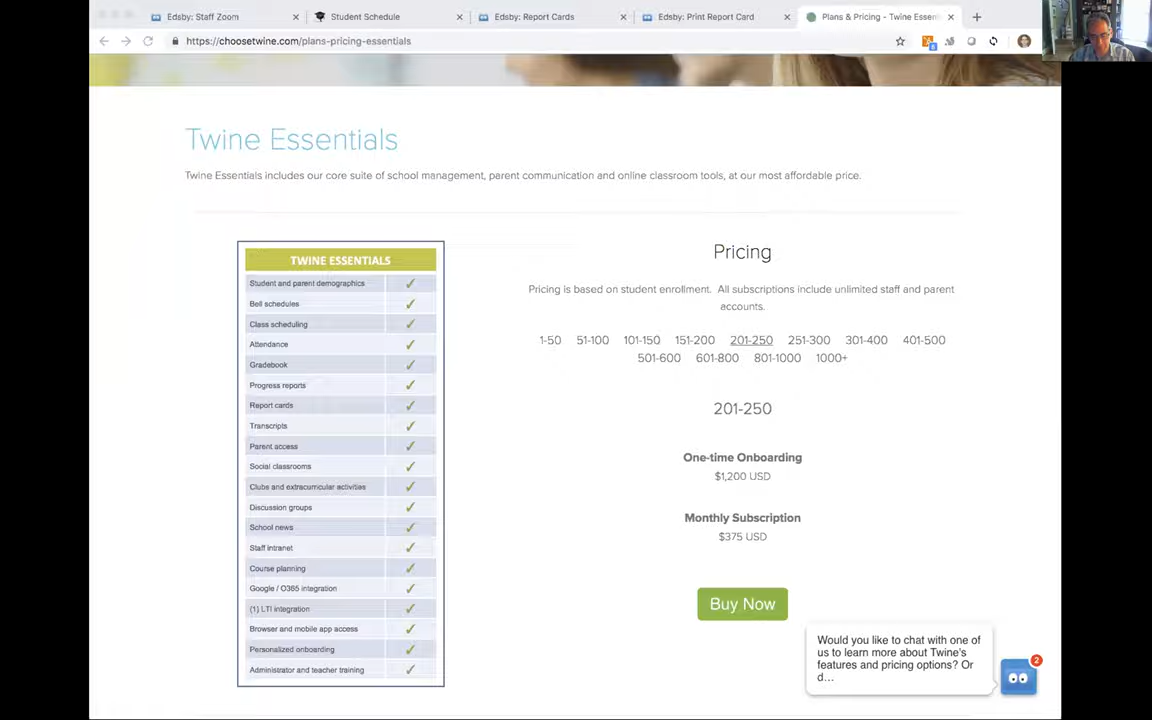 Edsby: Staff Zoom
Student Schedule
Edsby: Report Cards
Edsby: Print Report Card
Plans & Pricing - Twine Essen
https://choosetwine.com/plans-pricing-essentials
Twine Essentials
Twine Essentials includes our core suite of school management, parent communication and online classroom tools, at our most affordable price.
TWINE ESSENTIALS
Student and parent demographics ✓
Bell schedules ✓
Class scheduling ✓
Attendance ✓
Gradebook ✓
Progress reports ✓
Report cards ✓
Transcripts ✓
Parent access ✓
Social classrooms ✓
Clubs and extracurricular activities ✓
Discussion groups ✓
School news ✓
Staff intranet ✓
Course planning ✓
Google / O365 integration ✓
(1) LTI integration ✓
Browser and mobile app access ✓
Personalized onboarding ✓
Administrator and teacher training ✓
Pricing
Pricing is based on student enrollment. All subscriptions include unlimited staff and parent
accounts.
1-50 51-100 101-150 151-200 201-250 251-300 301-400 401-500
501-600 601-800 801-1000 1000+
201-250
One-time Onboarding
$1,200 USD
Monthly Subscription
$375 USD
Buy Now
Would you like to chat with one of
us to learn more about Twine's
features and pricing options? Or
d...
2